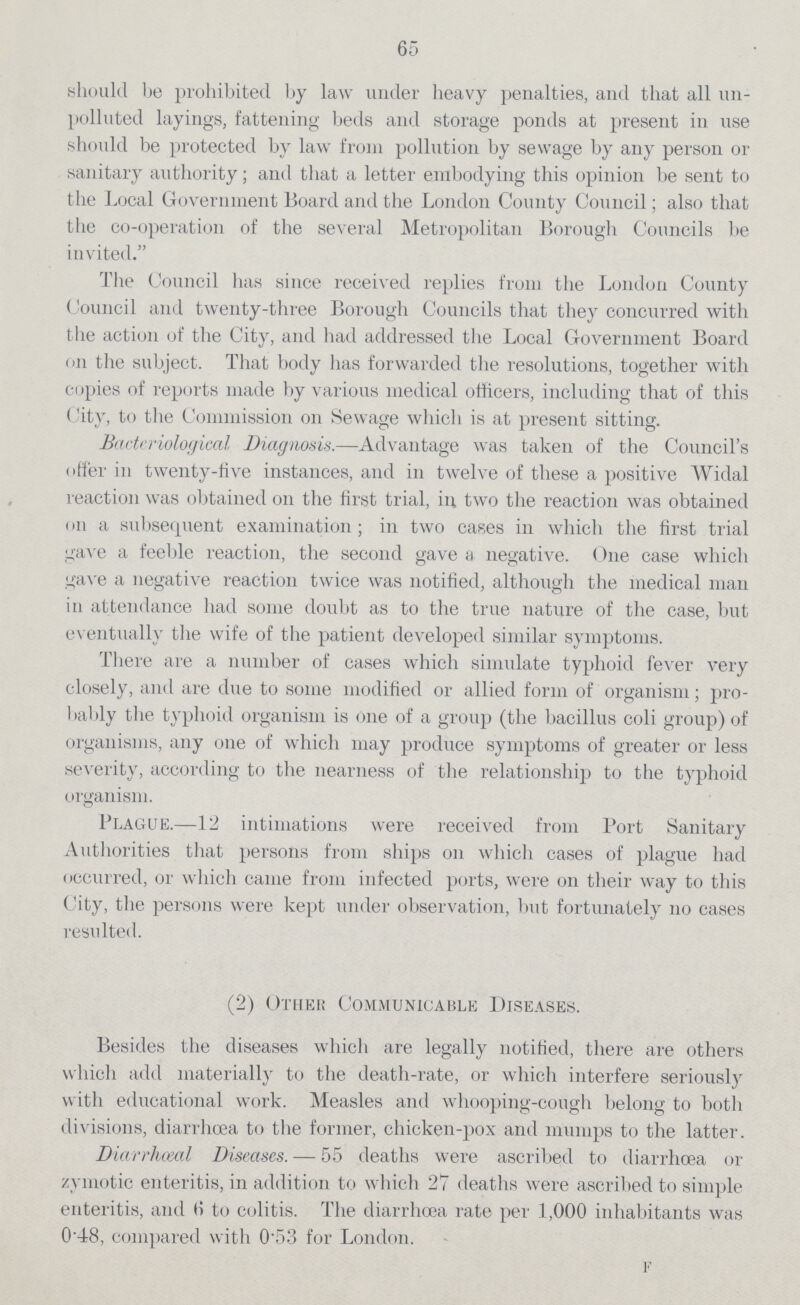 65
should be prohibited by law under heavy penalties, and that all un-
polluted layings, fattening beds and storage ponds at present in use
should be protected by law from pollution by sewage by any person or
sanitary authority; and that a letter embodying this opinion be sent to
the Local Government Board and the London County Council; also that
the co-operation of the several Metropolitan Borough Councils be
invited.”
The Council has since received replies from the London County
Council and twenty-three Borough Councils that they concurred with
the action of the City, and had addressed the Local Government Board
on the subject. That body has forwarded the resolutions, together with
copies of reports made by various medical officers, including that of this
City, to the Commission on Sewage which is at present sitting.
Bacteriological Diagnosis.—Advantage was taken of the Council’s
offer in twenty-five instances, and in twelve of these a positive Widal
reaction was obtained on the first trial, in two the reaction was obtained
on a subsequent examination; in two cases in which the first trial
gave a feeble reaction, the second gave a negative. One case which
gave a negative reaction twice was notified, although the medical man
in attendance had some doubt as to the true nature of the case, but
eventually the wife of the patient developed similar symptoms.
There are a number of cases which simulate typhoid fever very
closely, and are due to some modified or allied form of organism; pro-
bably the typhoid organism is one of a group (the bacillus coli group) of
organisms, any one of which may produce symptoms of greater or less
severity, according to the nearness of the relationship to the typhoid
organism.
PLAGUE.—12 intimations were received from Port Sanitary
Authorities that persons from ships on which cases of plague had
occurred, or which came from infected ports, were on their way to this
City, the persons were kept under observation, but fortunately no cases
resulted.
(2) OTHER COMMUNICABLE DISEASES.
Besides the diseases which are legally notified, there are others
which add materially to the death-rate, or which interfere seriously
with educational work. Measles and whooping-cough belong to both
divisions, diarrhœa to the former, chicken-pox and mumps to the latter.
Diarrhœal Diseases.—55 deaths were ascribed to diarrhœa or
zymotic enteritis, in addition to which 27 deaths were ascribed to simple
enteritis, and 6 to colitis. The diarrhœa rate per 1,000 inhabitants was
0·48, compared with 0·53 for London.
F